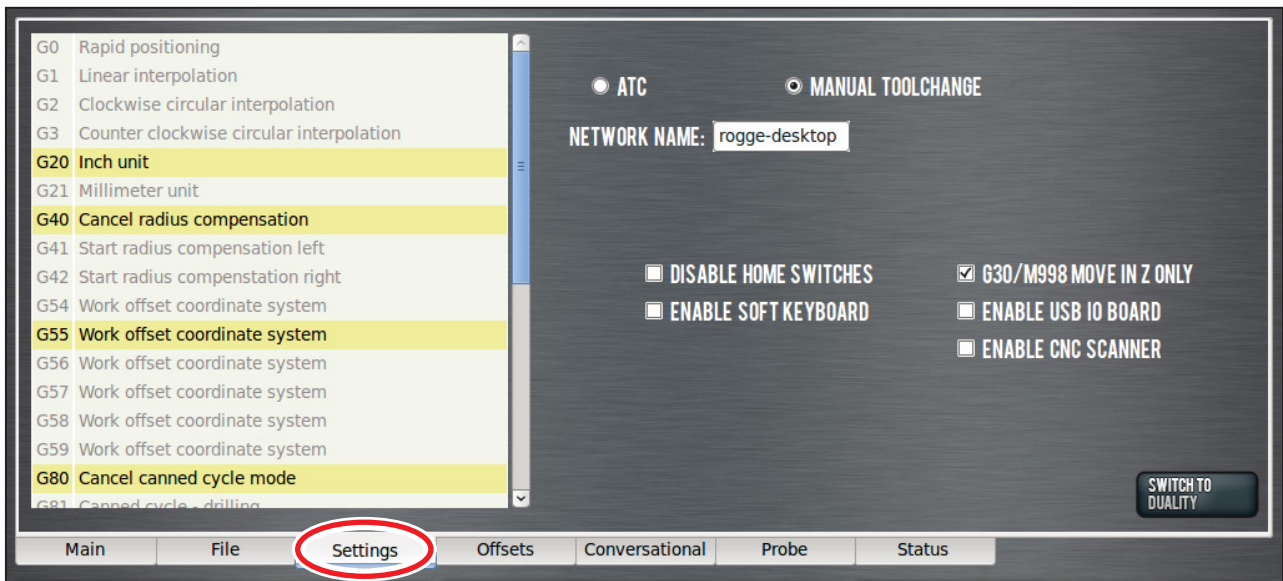 G0 Rapid positioning
G1 Linear interpolation
G2 Clockwise circular interpolation
G3 Counter clockwise circular interpolation
G20 Inch unit
G21 Millimeter unit
G40 Cancel radius compensation
G41 Start radius compensation left
G42 Start radius compenstation right
G54 Work offset coordinate system
G55 Work offset coordinate system
G56 Work offset coordinate system
G57 Work offset coordinate system
G58 Work offset coordinate system
G59 Work offset coordinate system
G80 Cancel canned cycle mode
G81 Canned cycle - drilling
ATC
MANUAL TOOLCHANGE
NETWORK NAME: rogge-desktop
DISABLE HOME SWITCHES
G30/M998 MOVE IN Z ONLY
ENABLE SOFT KEYBOARD
ENABLE USB IO BOARD
ENABLE CNC SCANNER
SWITCH TO
DUALITY
Main
File
Settings
Offsets
Conversational
Probe
Status